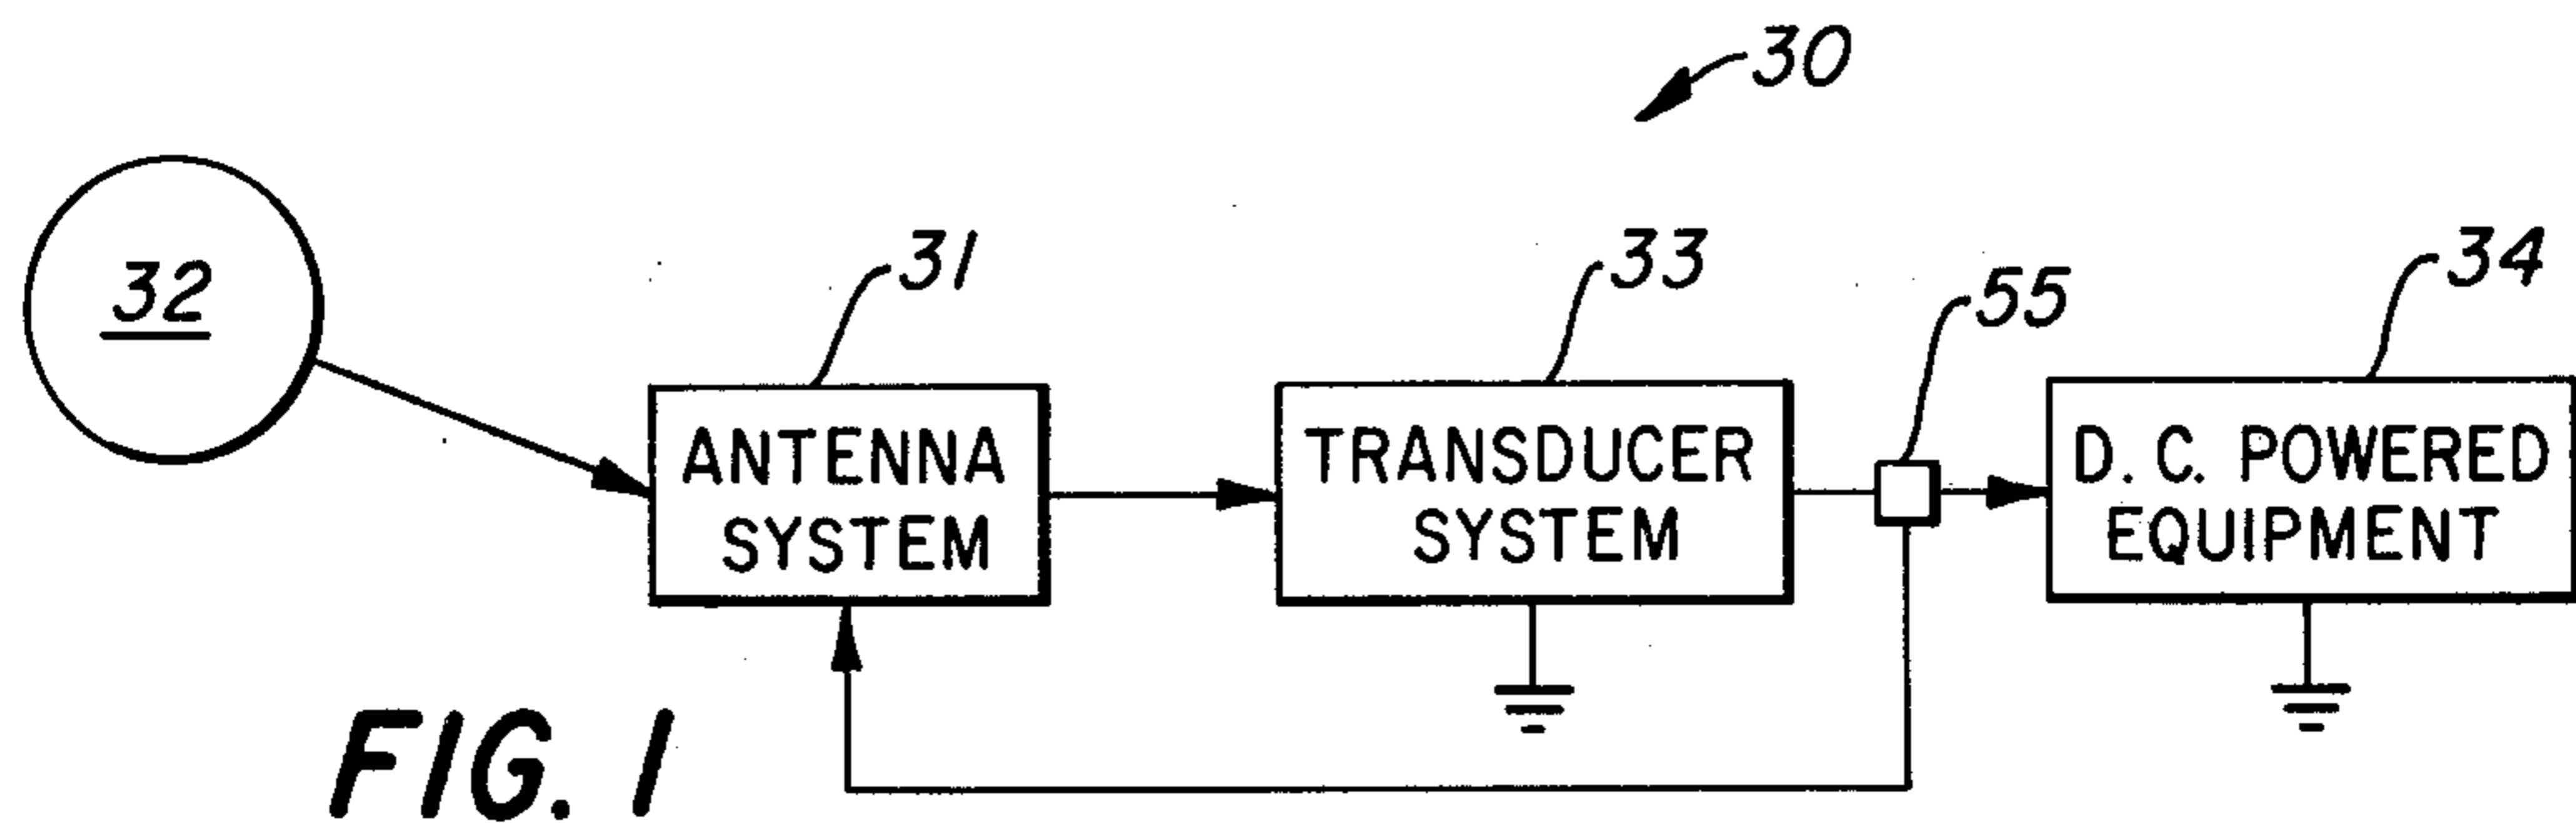 30
32
31
33
55
34
ANTENNA
SYSTEM
TRANSDUCER
SYSTEM
D. C. POWERED
EQUIPMENT
FIG. 1